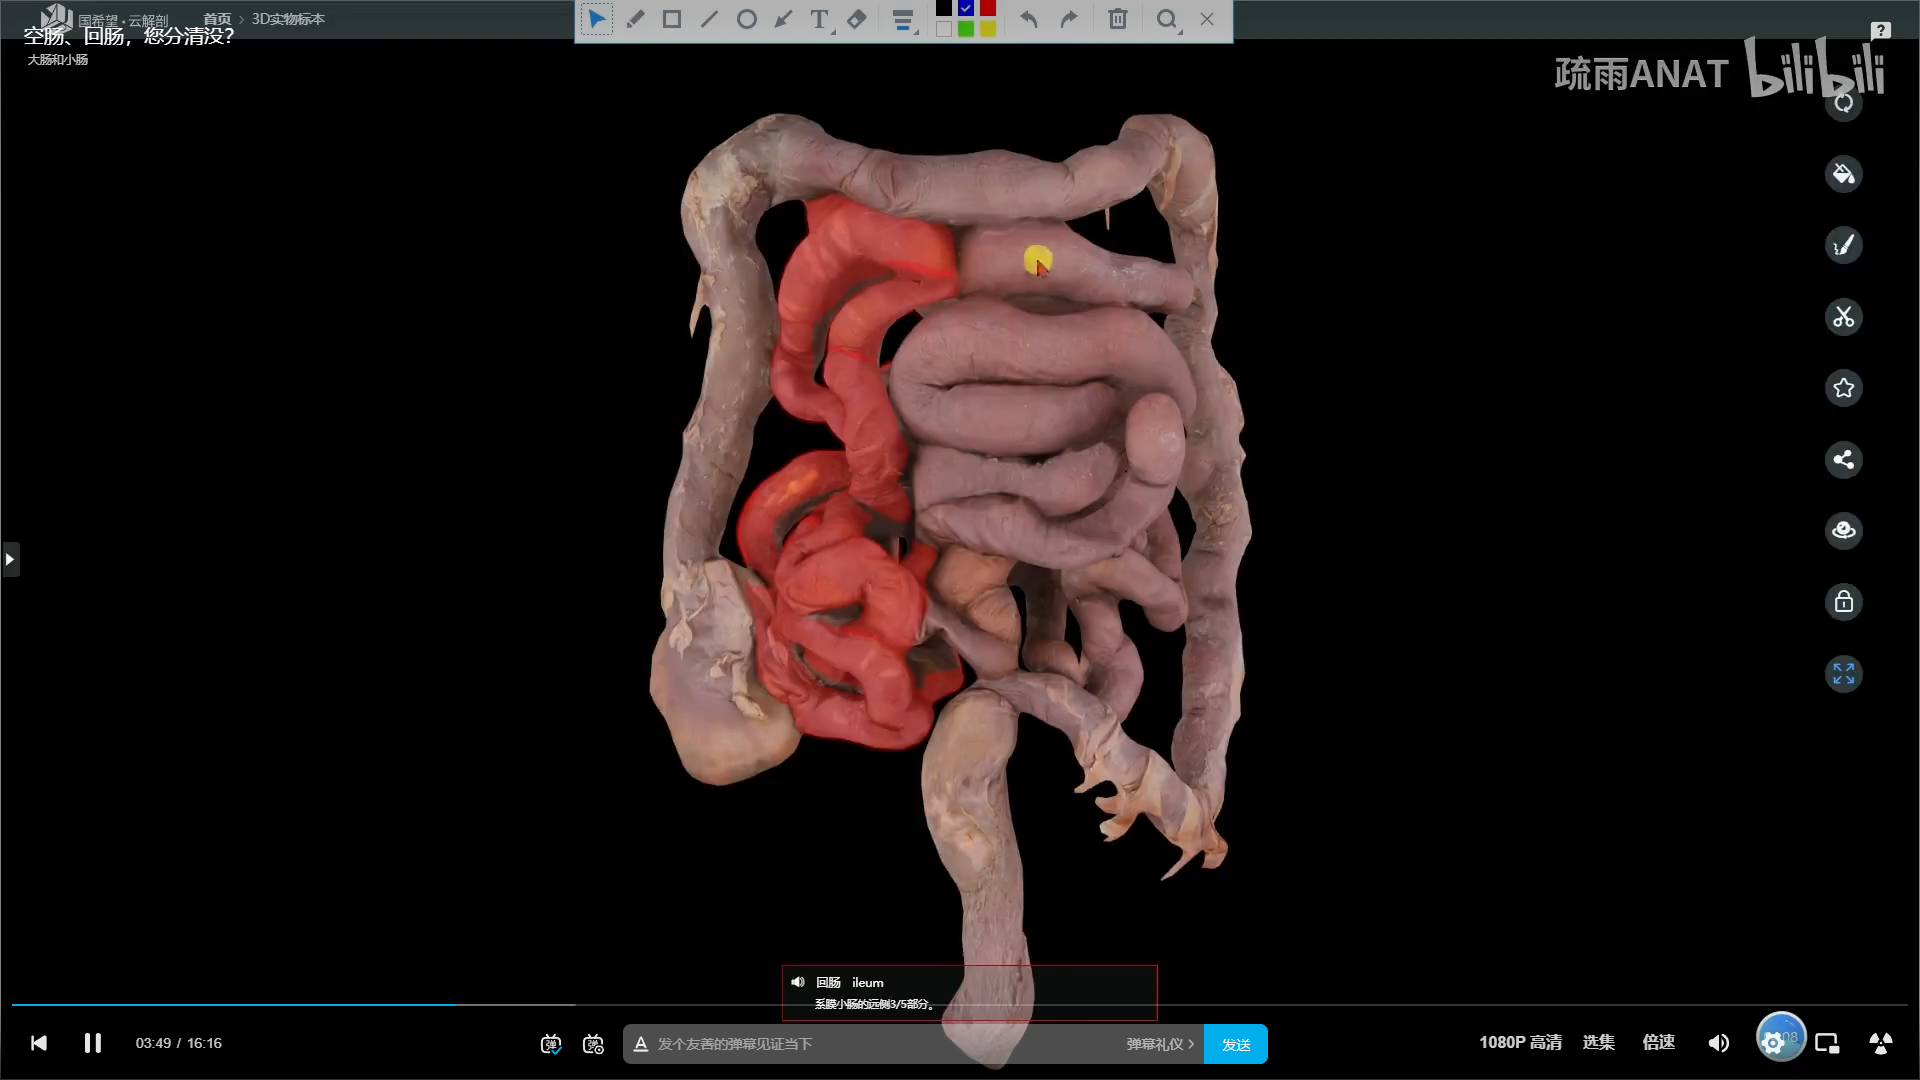 国希望·云解剖 首页 › 3D实物标本
空肠、回肠，您分清没？
大肠和小肠
疏雨ANAT bilibili
回肠 ileum
系膜小肠的远侧3/5部分。
03:49 / 16:16
发个友善的弹幕见证当下
弹幕礼仪 ›
发送
1080P 高清
选集
倍速